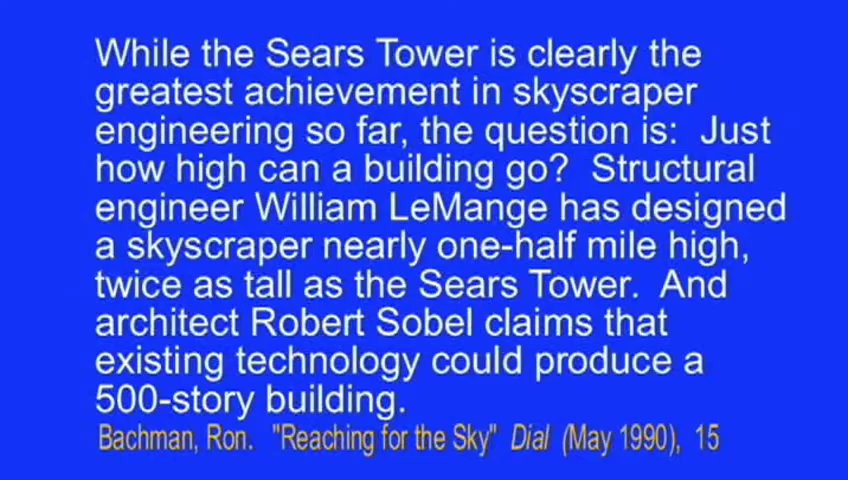 While the Sears Tower is clearly the
greatest achievement in skyscraper
engineering so far, the question is:  Just
how high can a building go?  Structural
engineer William LeMange has designed
a skyscraper nearly one-half mile high,
twice as tall as the Sears Tower.  And
architect Robert Sobel claims that
existing technology could produce a
500-story building.
Bachman, Ron.  "Reaching for the Sky"  Dial  (May 1990),  15